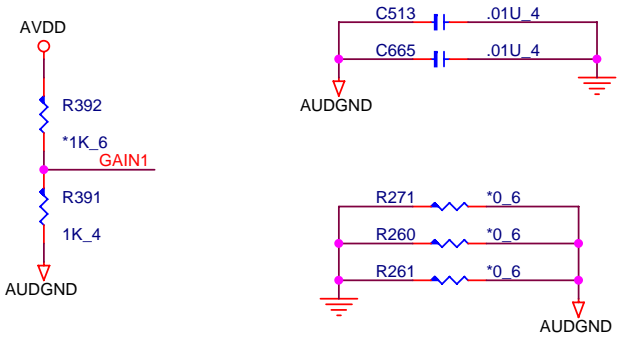 AVDD
R392
*1K_6
GAIN1
R391
1K_4
AUDGND
C513 .01U_4
C665 .01U_4
AUDGND
R271 *0_6
R260 *0_6
R261 *0_6
AUDGND